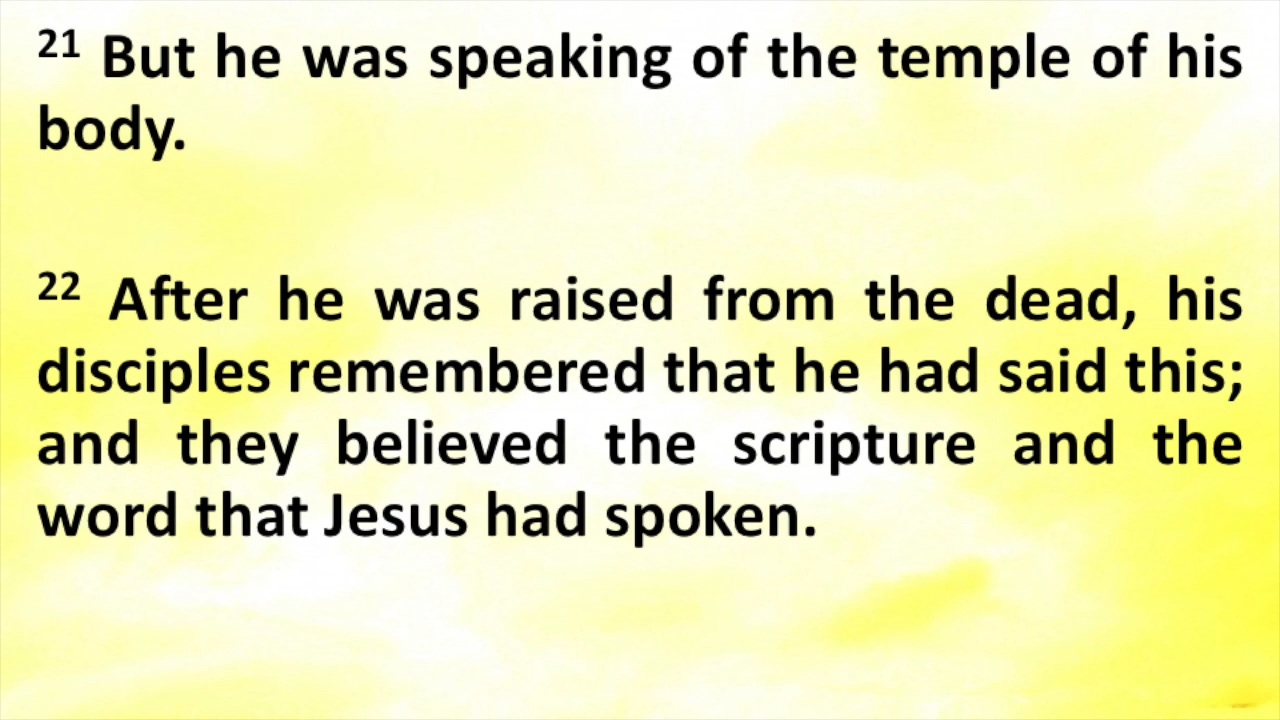 21 But he was speaking of the temple of his
body.
22 After he was raised from the dead, his
disciples remembered that he had said this;
and they believed the scripture and the
word that Jesus had spoken.